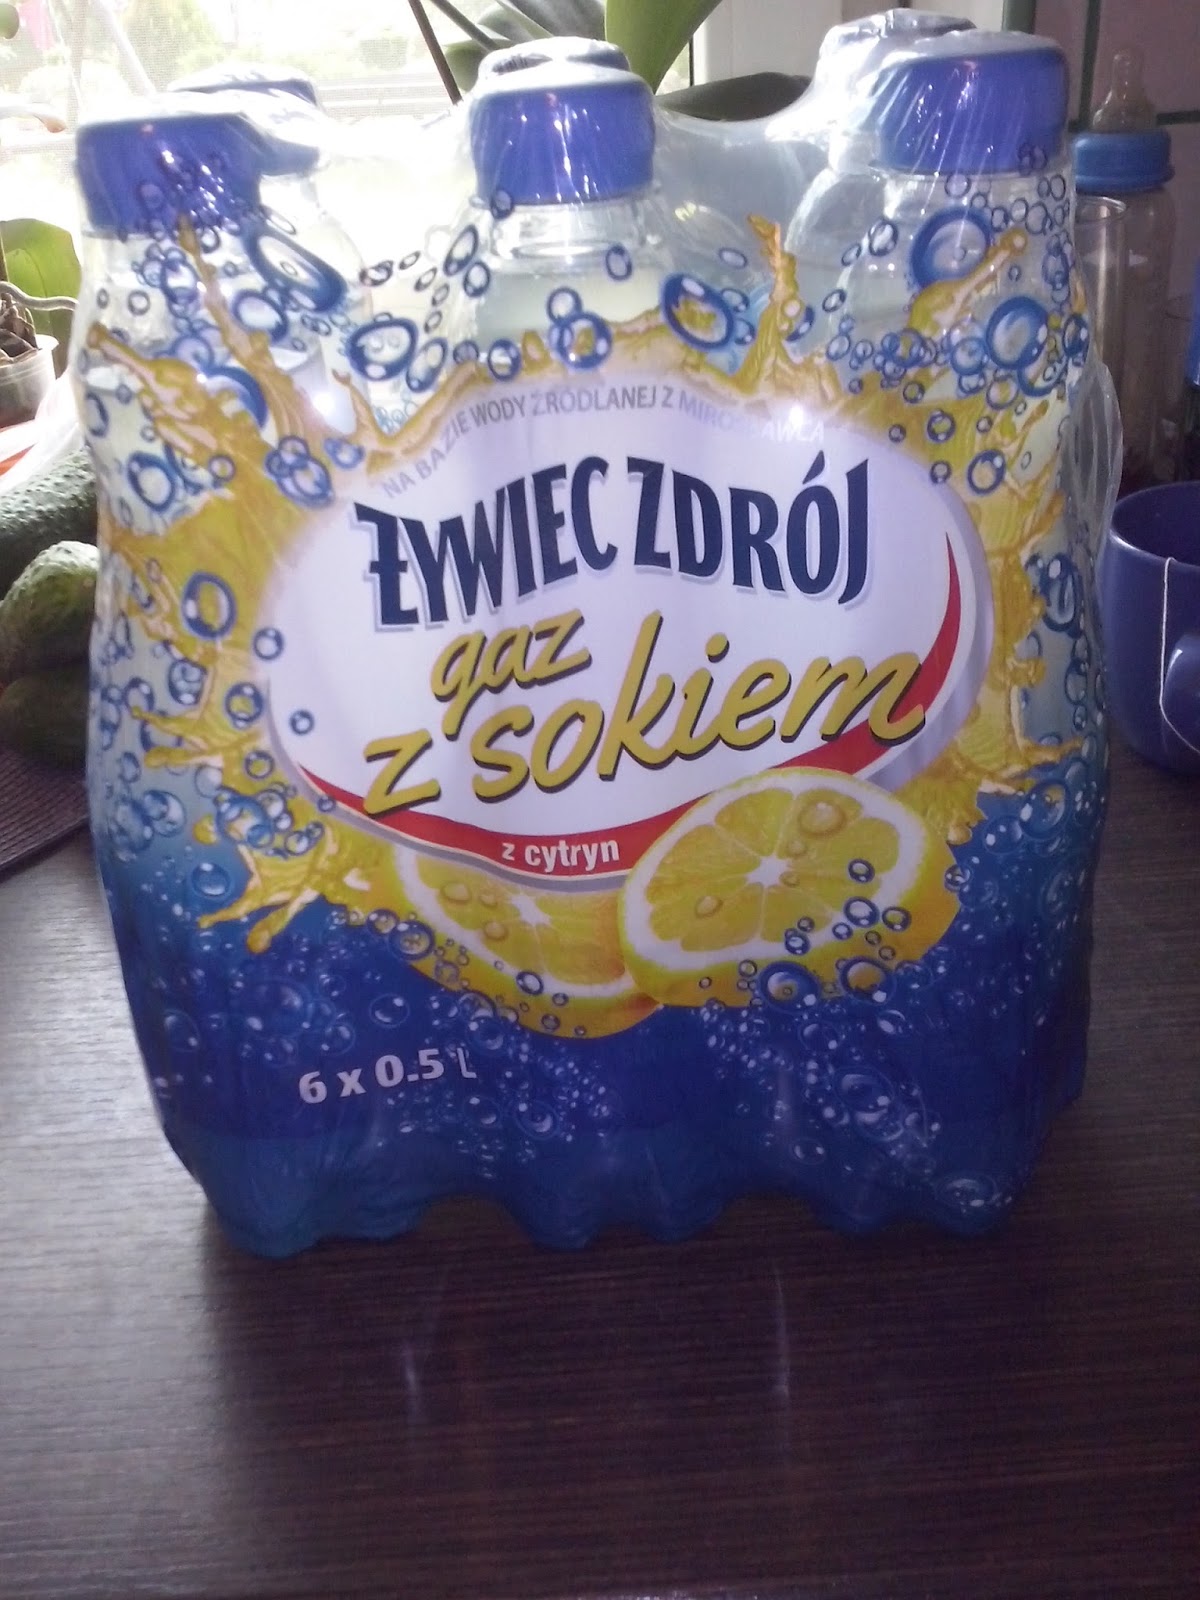 NA BAZIE WODY ŹRÓDLANEJ Z MIROSŁAWCA
ŻYWIEC ZDRÓJ
gaz
z sokiem
z cytryn
6 x 0.5 L